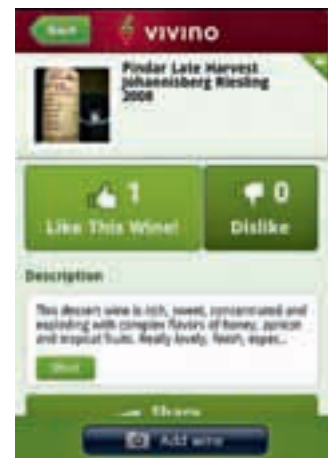 Back
vivino
Pindar Late Harvest
Johannisberg Riesling
2008
1
Like This Wine!
0
Dislike
Description
This dessert wine is rich, sweet, concentrated and
exploding with complex flavors of honey, apricot
and tropical fruits. Really lovely, fresh,
Share
Add wine